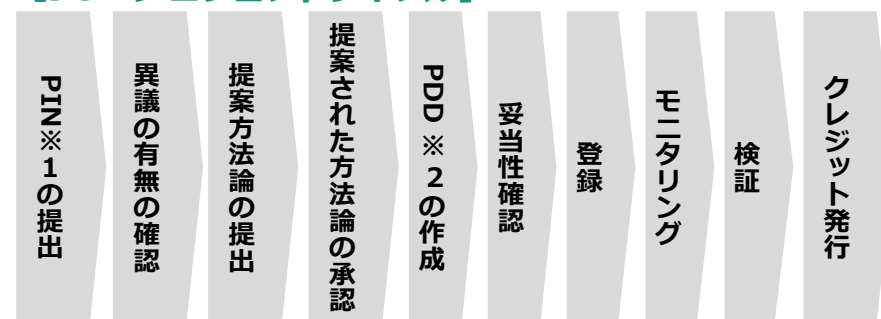 PIN※1の提出
異議の有無の確認
提案方法論の提出
提案された方法論の承認
PDD※2の作成
妥当性確認
登録
モニタリング
検証
クレジット発行